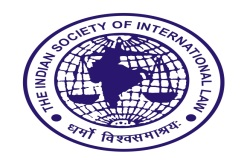 THE INDIAN SOCIETY OF INTERNATIONAL LAW
धर्मो विश्वसमाश्रयः